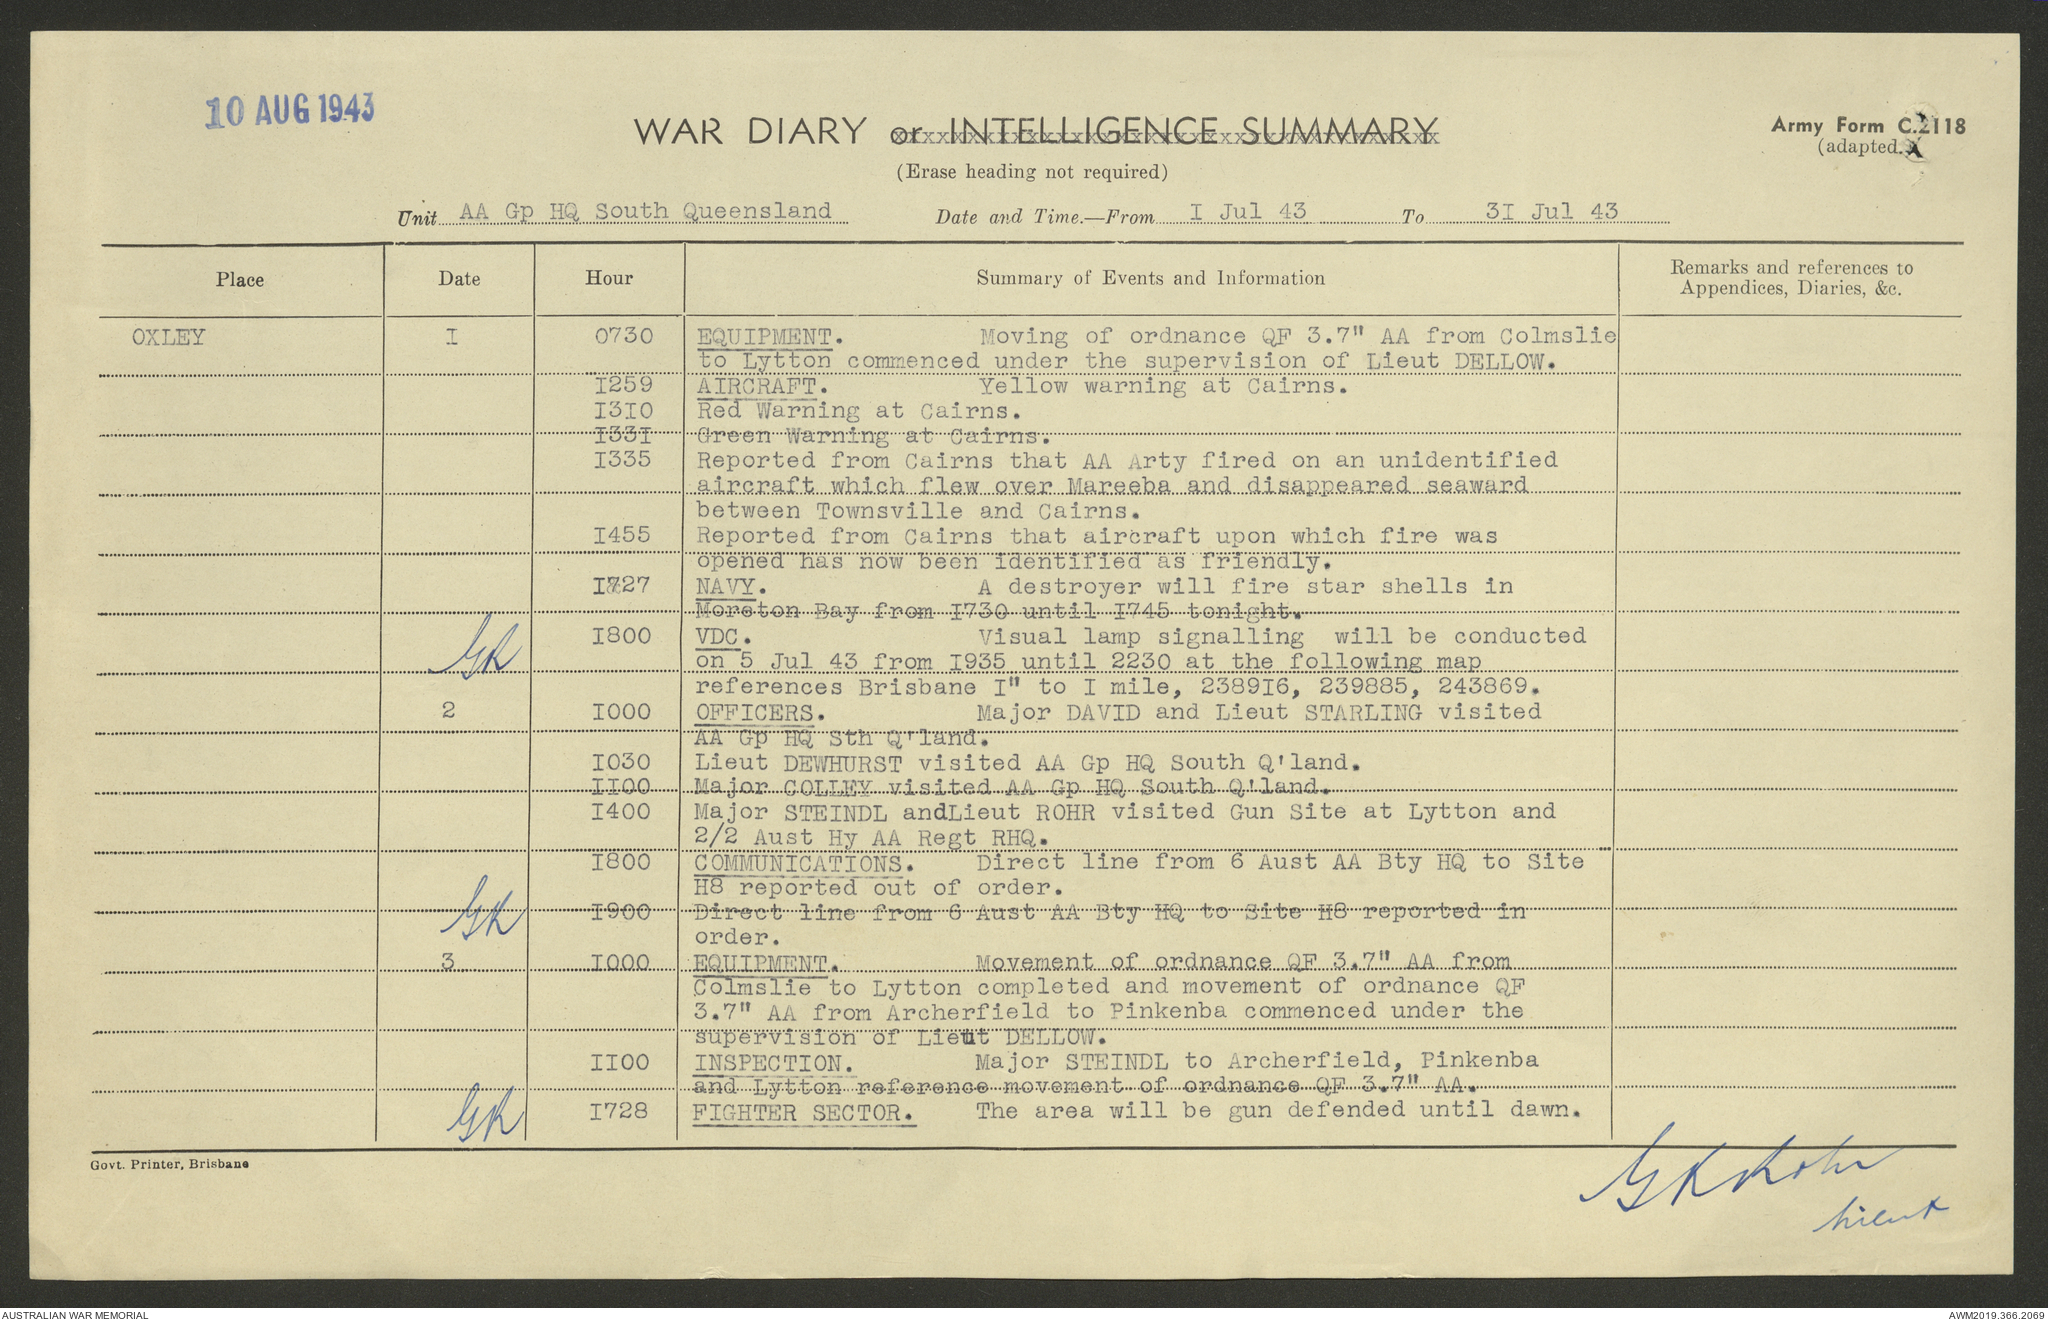 10 AUG 1943
WAR DIARY or INTELLIGENCE SUMMARY
Army Form C.2118
(adapted.)
(Erase heading not required)
Unit AA Gp HQ South Queensland Date and Time.—From I Jul 43 To 3I Jul 43
Place Date Hour Summary of Events and Information Remarks and references to
Appendices, Diaries, &c.
OXLEY I 0730 EQUIPMENT. Moving of ordnance QF 3.7" AA from Colmslie
to Lytton commenced under the supervision of Lieut DELLOW.
I259 AIRCRAFT. Yellow warning at Cairns.
I3I0 Red Warning at Cairns.
I33I Green Warning at Cairns.
I335 Reported from Cairns that AA Arty fired on an unidentified
aircraft which flew over Mareeba and disappeared seaward
between Townsville and Cairns.
I455 Reported from Cairns that aircraft upon which fire was
opened has now been identified as friendly.
I727 NAVY. A destroyer will fire star shells in
Moreton Bay from I730 until I745 tonight.
GK I800 VDC. Visual lamp signalling will be conducted
on 5 Jul 43 from I935 until 2230 at the following map
references Brisbane I" to I mile, 2389I6, 239885, 243869.
2 I000 OFFICERS. Major DAVID and Lieut STARLING visited
AA Gp HQ Sth Q'land.
I030 Lieut DEWHURST visited AA Gp HQ South Q'land.
II00 Major COLLEY visited AA Gp HQ South Q'land.
I400 Major STEINDL andLieut ROHR visited Gun Site at Lytton and
2/2 Aust Hy AA Regt RHQ.
I800 COMMUNICATIONS. Direct line from 6 Aust AA Bty HQ to Site
H8 reported out of order.
GK I900 Direct line from 6 Aust AA Bty HQ to Site H8 reported in
order.
3 I000 EQUIPMENT. Movement of ordnance QF 3.7" AA from
Colmslie to Lytton completed and movement of ordnance QF
3.7" AA from Archerfield to Pinkenba commenced under the
supervision of Lieut DELLOW.
II00 INSPECTION. Major STEINDL to Archerfield, Pinkenba
and Lytton reference movement of ordnance QF 3.7" AA.
GK I728 FIGHTER SECTOR. The area will be gun defended until dawn.
Govt. Printer, Brisbane
GK Rohr
Lieut
AUSTRALIAN WAR MEMORIAL
AWM2019.366.2069